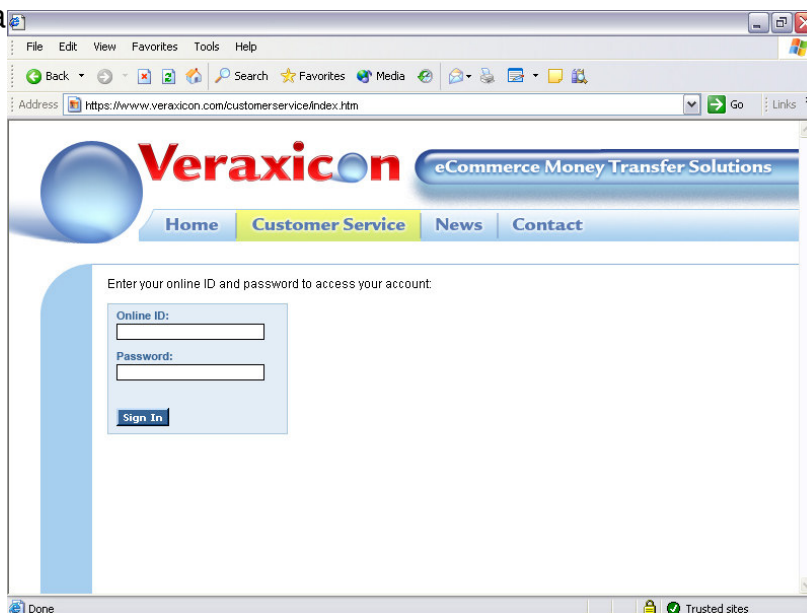 a
File Edit View Favorites Tools Help
Back Search Favorites Media
Address https://www.veraxicon.com/customerservice/index.htm Go Links
Veraxicon eCommerce Money Transfer Solutions
Home Customer Service News Contact
Enter your online ID and password to access your account:
Online ID:
Password:
Sign In
Done Trusted sites